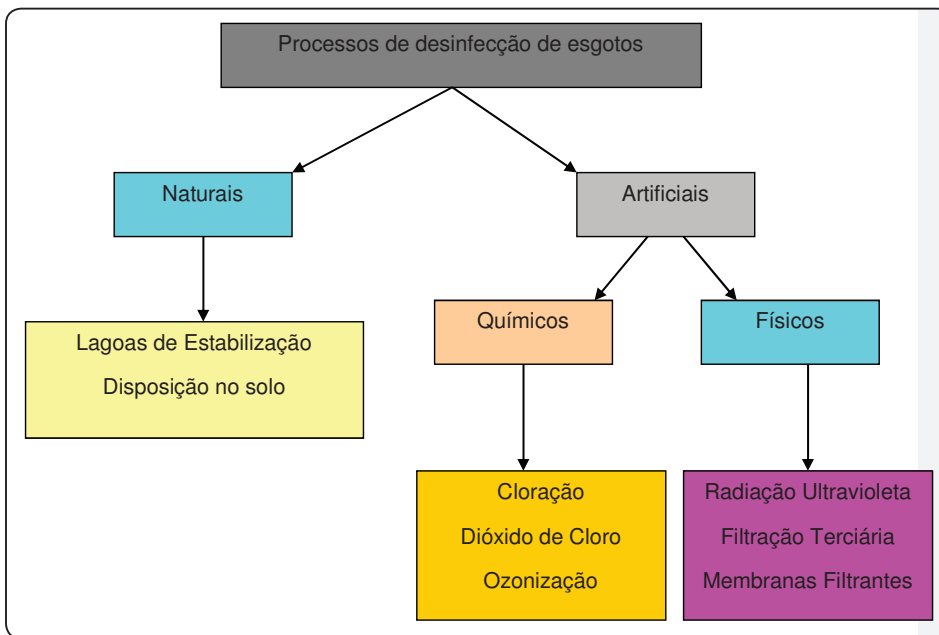 Processos de desinfecção de esgotos
Naturais
Artificiais
Químicos
Físicos
Lagoas de Estabilização
Disposição no solo
Cloração
Dióxido de Cloro
Ozonização
Radiação Ultravioleta
Filtração Terciária
Membranas Filtrantes